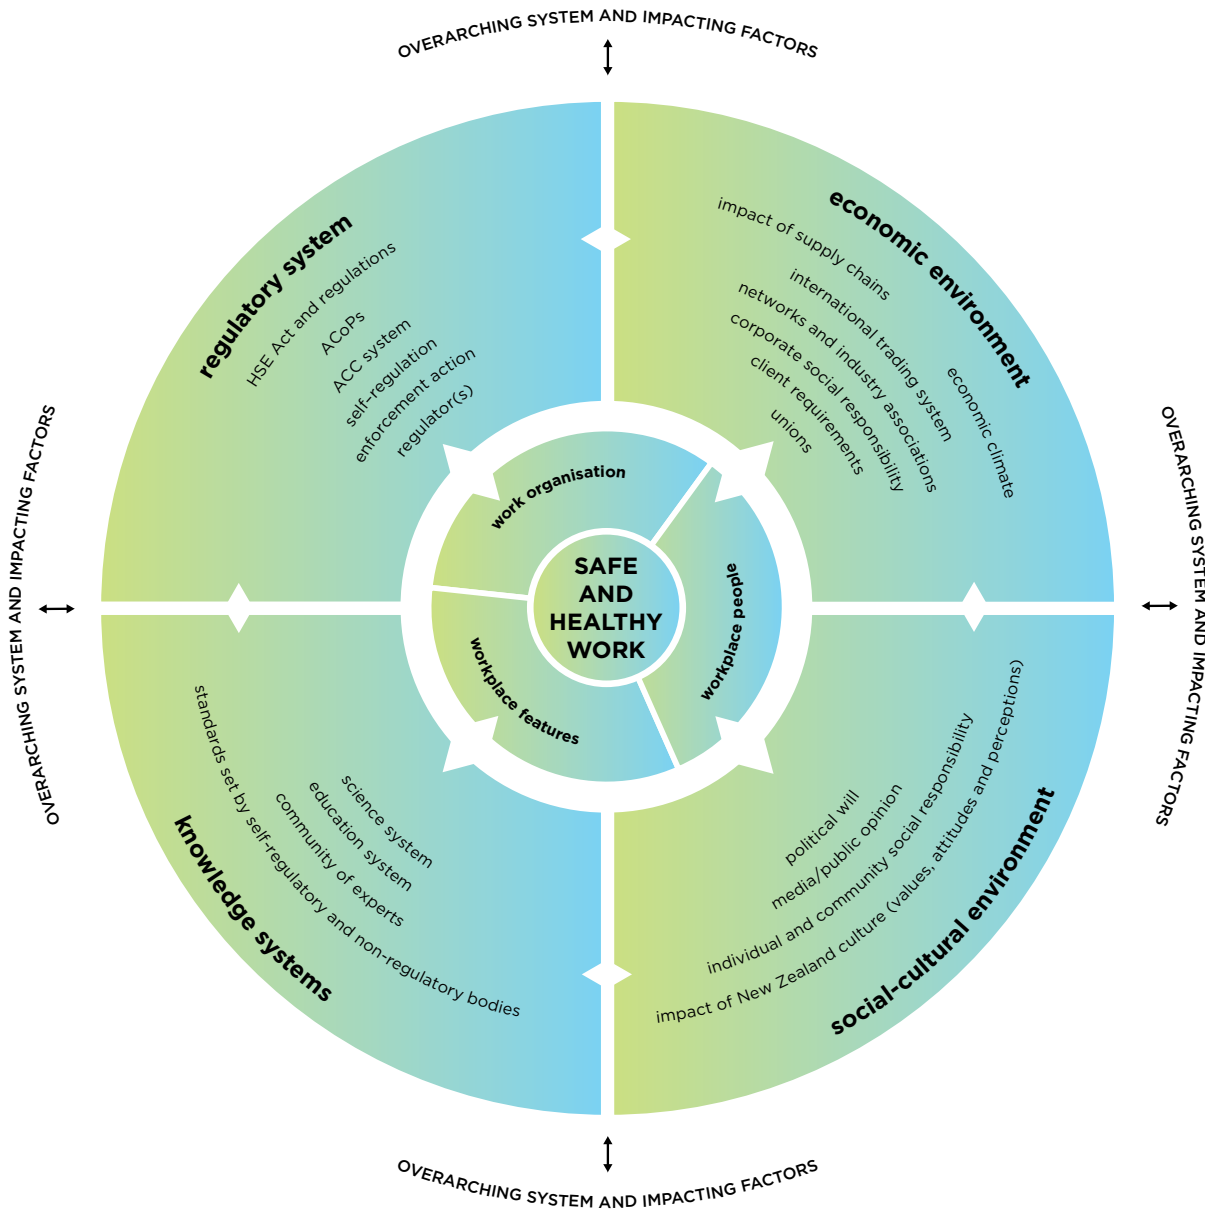 OVERARCHING SYSTEM AND IMPACTING FACTORS
regulatory system
HSE Act and regulations
ACoPs
ACC system
self-regulation
enforcement action
regulator(s)
economic environment
impact of supply chains
international trading system
economic climate
networks and industry associations
corporate social responsibility
client requirements
unions
OVERARCHING SYSTEM AND IMPACTING FACTORS
OVERARCHING SYSTEM AND IMPACTING FACTORS
work organisation
workplace people
workplace features
SAFE
AND
HEALTHY
WORK
knowledge systems
science system
education system
community of experts
standards set by self-regulatory and non-regulatory bodies
political will
media/public opinion
individual and community social responsibility
impact of New Zealand culture (values, attitudes and perceptions)
social-cultural environment
OVERARCHING SYSTEM AND IMPACTING FACTORS